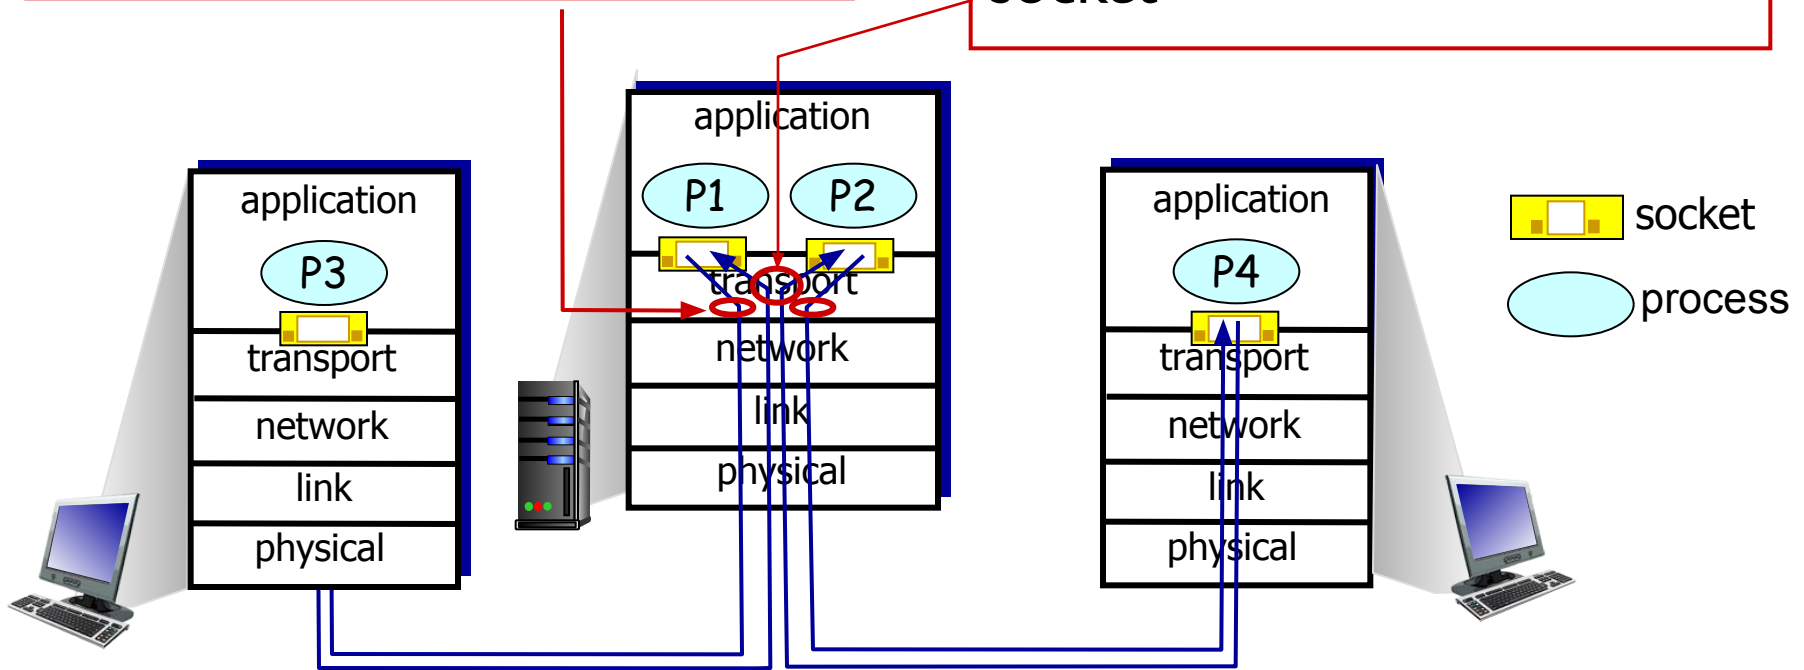 socket
application
P1
P2
transport
network
link
physical
application
P3
transport
network
link
physical
application
P4
transport
network
link
physical
socket
process